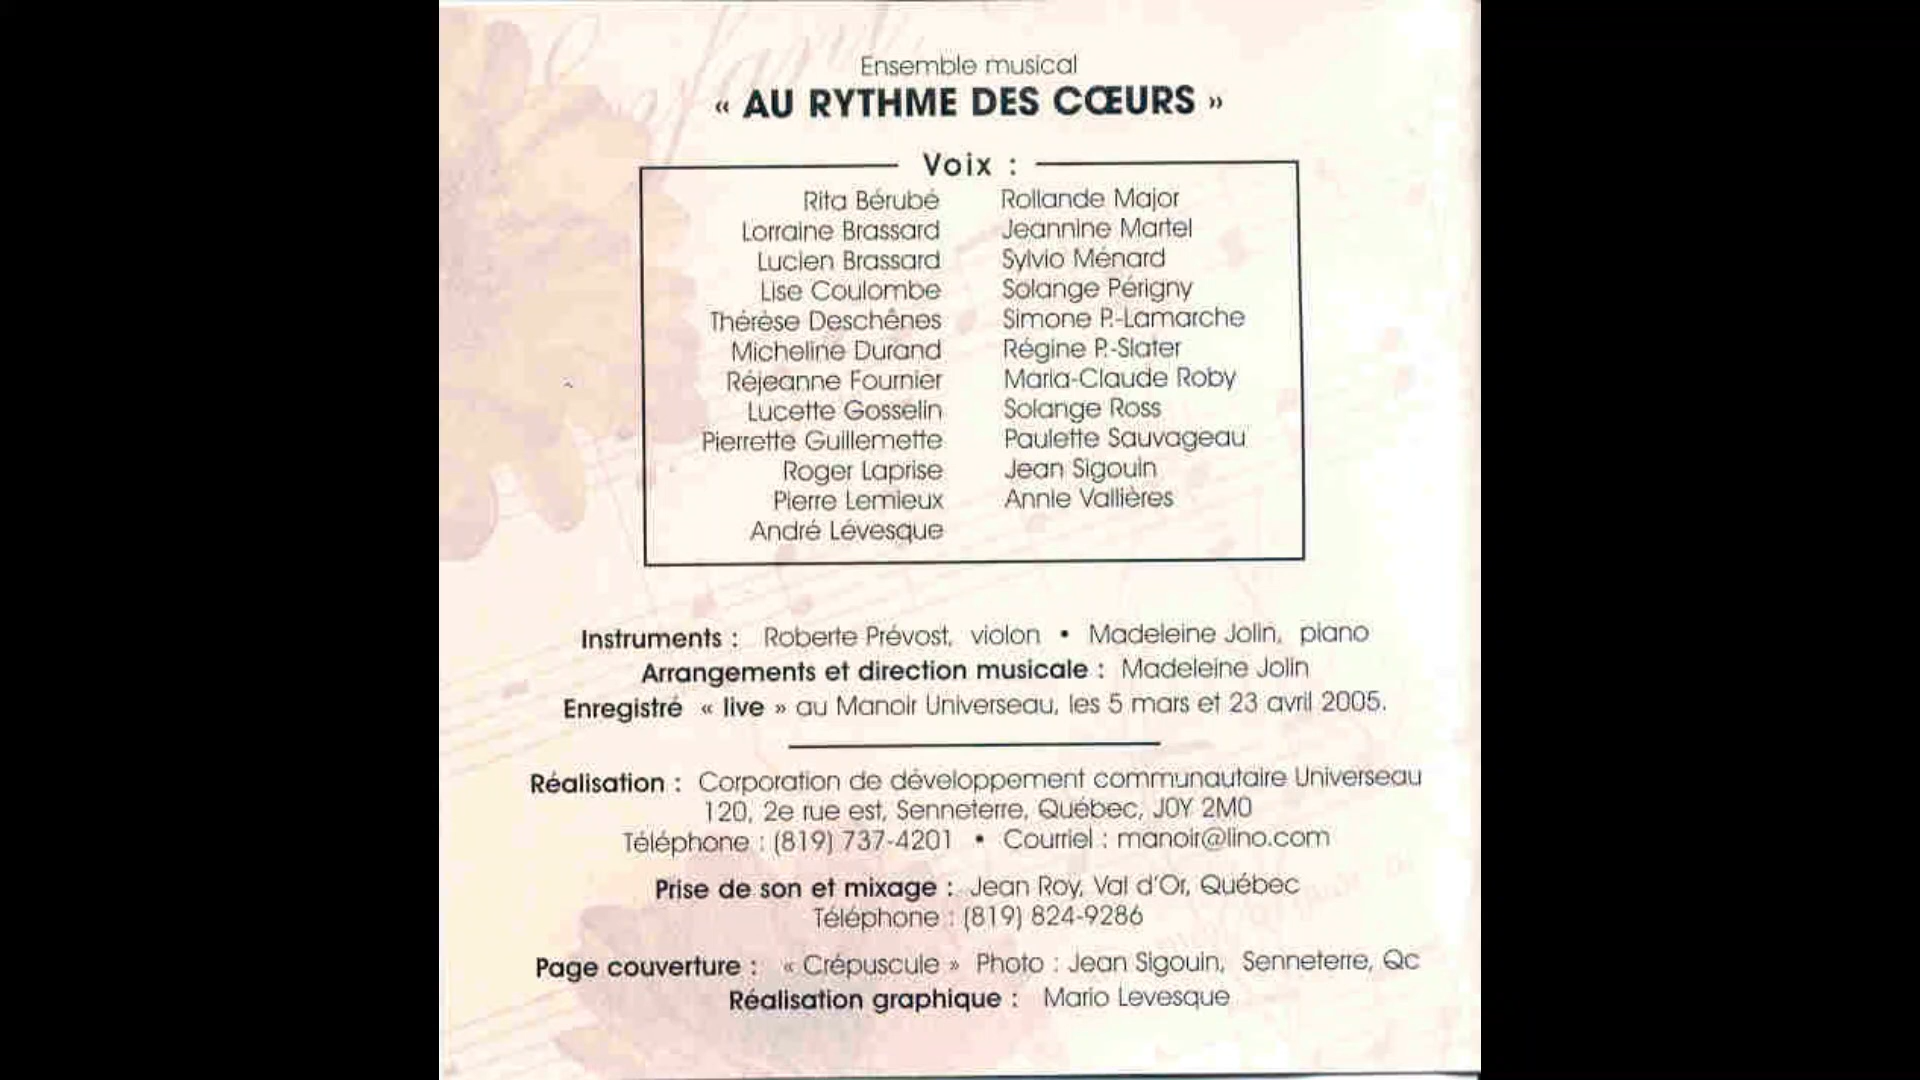 Ensemble musical
« AU RYTHME DES CŒURS »
Voix :
Rita Bérubé
Lorraine Brassard
Lucien Brassard
Lise Coulombe
Thérèse Deschênes
Micheline Durand
Réjeanne Fournier
Lucette Gosselin
Pierrette Guillemette
Roger Laprise
Pierre Lemieux
André Lévesque
Rollande Major
Jeannine Martel
Sylvio Ménard
Solange Périgny
Simone P.-Lamarche
Régine P.-Slater
Maria-Claude Roby
Solange Ross
Paulette Sauvageau
Jean Sigouin
Annie Vallières
Instruments : Roberte Prévost, violon • Madeleine Jolin, piano
Arrangements et direction musicale : Madeleine Jolin
Enregistré « live » au Manoir Universeau, les 5 mars et 23 avril 2005.
Réalisation : Corporation de développement communautaire Universeau
120, 2e rue est, Senneterre, Québec, J0Y 2M0
Téléphone : (819) 737-4201 • Courriel : manoir@lino.com
Prise de son et mixage : Jean Roy, Val d'Or, Québec
Téléphone : (819) 824-9286
Page couverture : « Crépuscule » Photo : Jean Sigouin, Senneterre, Qc
Réalisation graphique : Mario Levesque